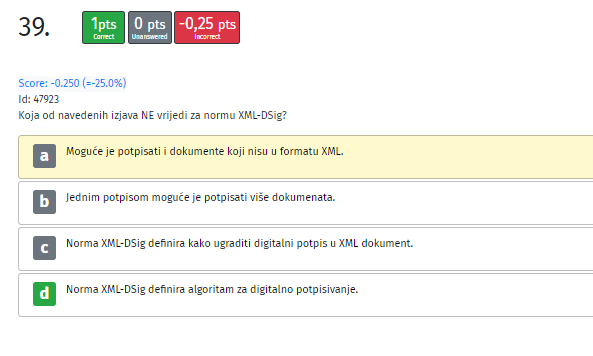 39.
1pts
Correct
0 pts
Unanswered
-0,25 pts
Incorrect
Score: -0.250 (=-25.0%)
Id: 47923
Koja od navedenih izjava NE vrijedi za normu XML-DSig?
a
Moguće je potpisati i dokumente koji nisu u formatu XML.
b
Jednim potpisom moguće je potpisati više dokumenata.
c
Norma XML-DSig definira kako ugraditi digitalni potpis u XML dokument.
d
Norma XML-DSig definira algoritam za digitalno potpisivanje.